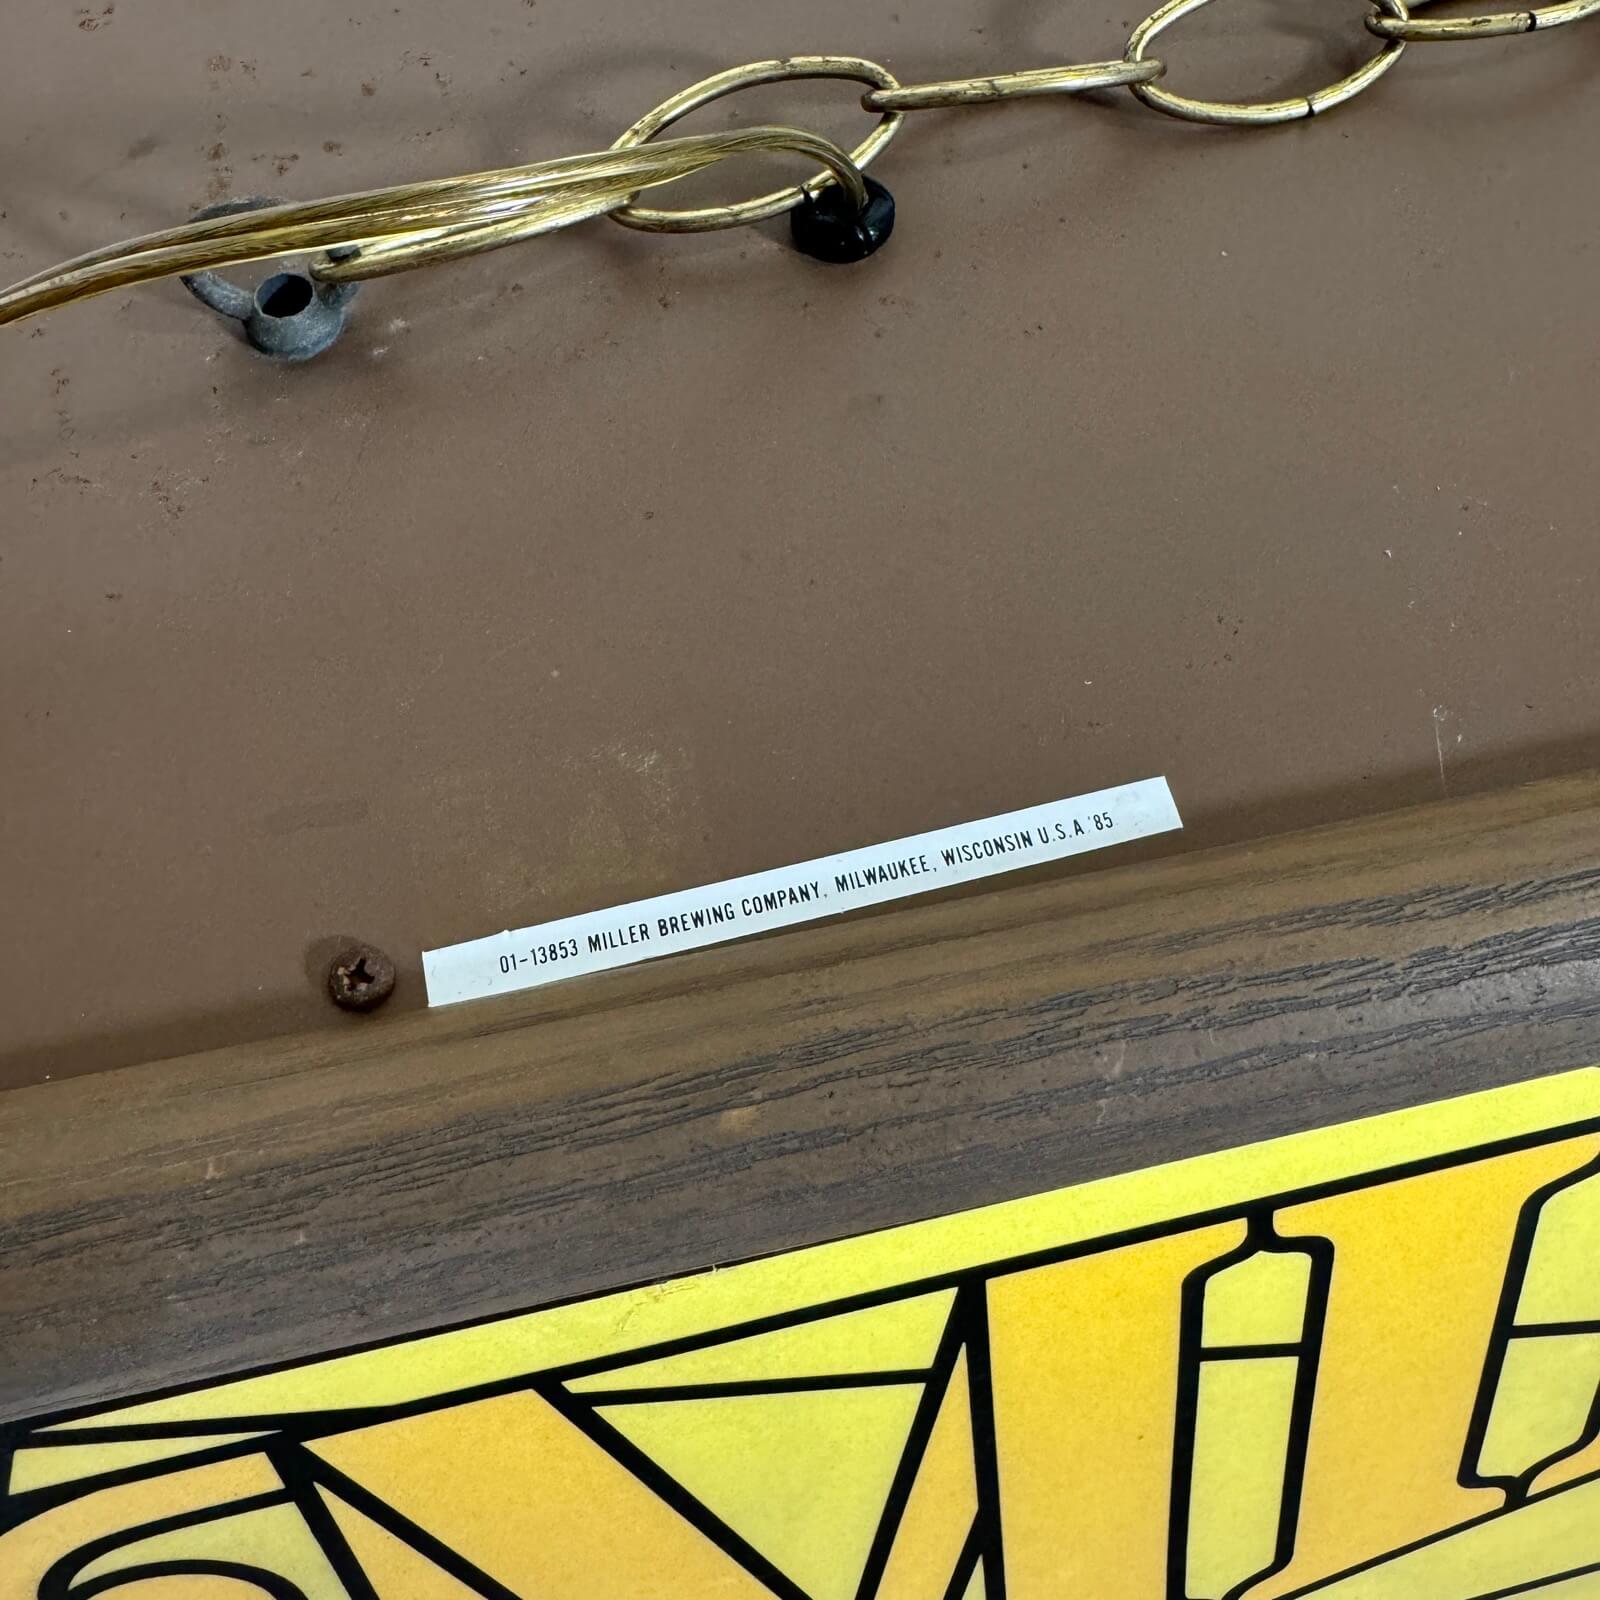 01-13853 MILLER BREWING COMPANY, MILWAUKEE, WISCONSIN U.S.A.'85